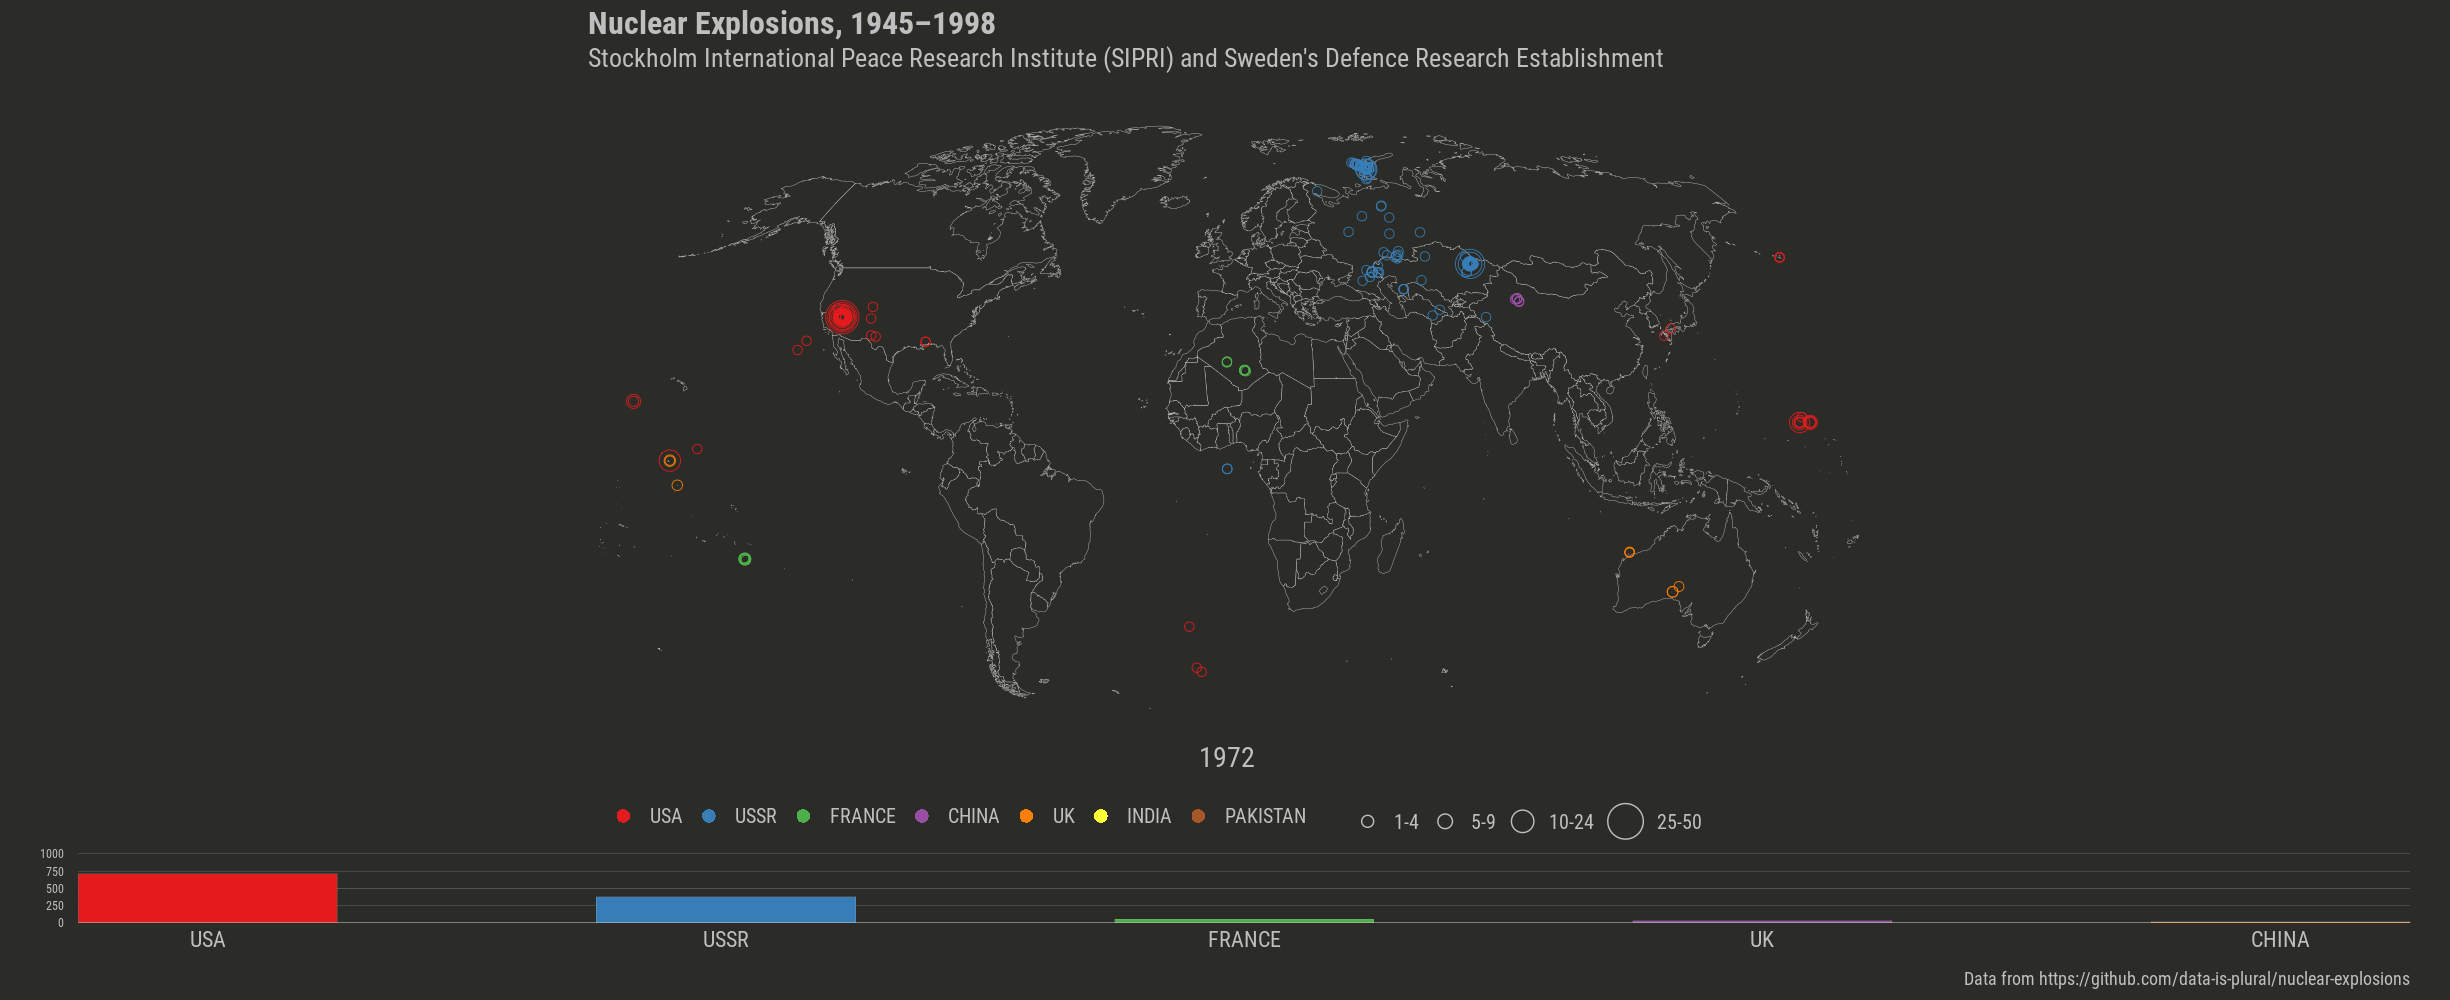 Nuclear Explosions, 1945–1998
Stockholm International Peace Research Institute (SIPRI) and Sweden's Defence Research Establishment
1972
USA USSR FRANCE CHINA UK INDIA PAKISTAN 1-4 5-9 10-24 25-50
1000
750
500
250
0
USA USSR FRANCE UK CHINA
Data from https://github.com/data-is-plural/nuclear-explosions